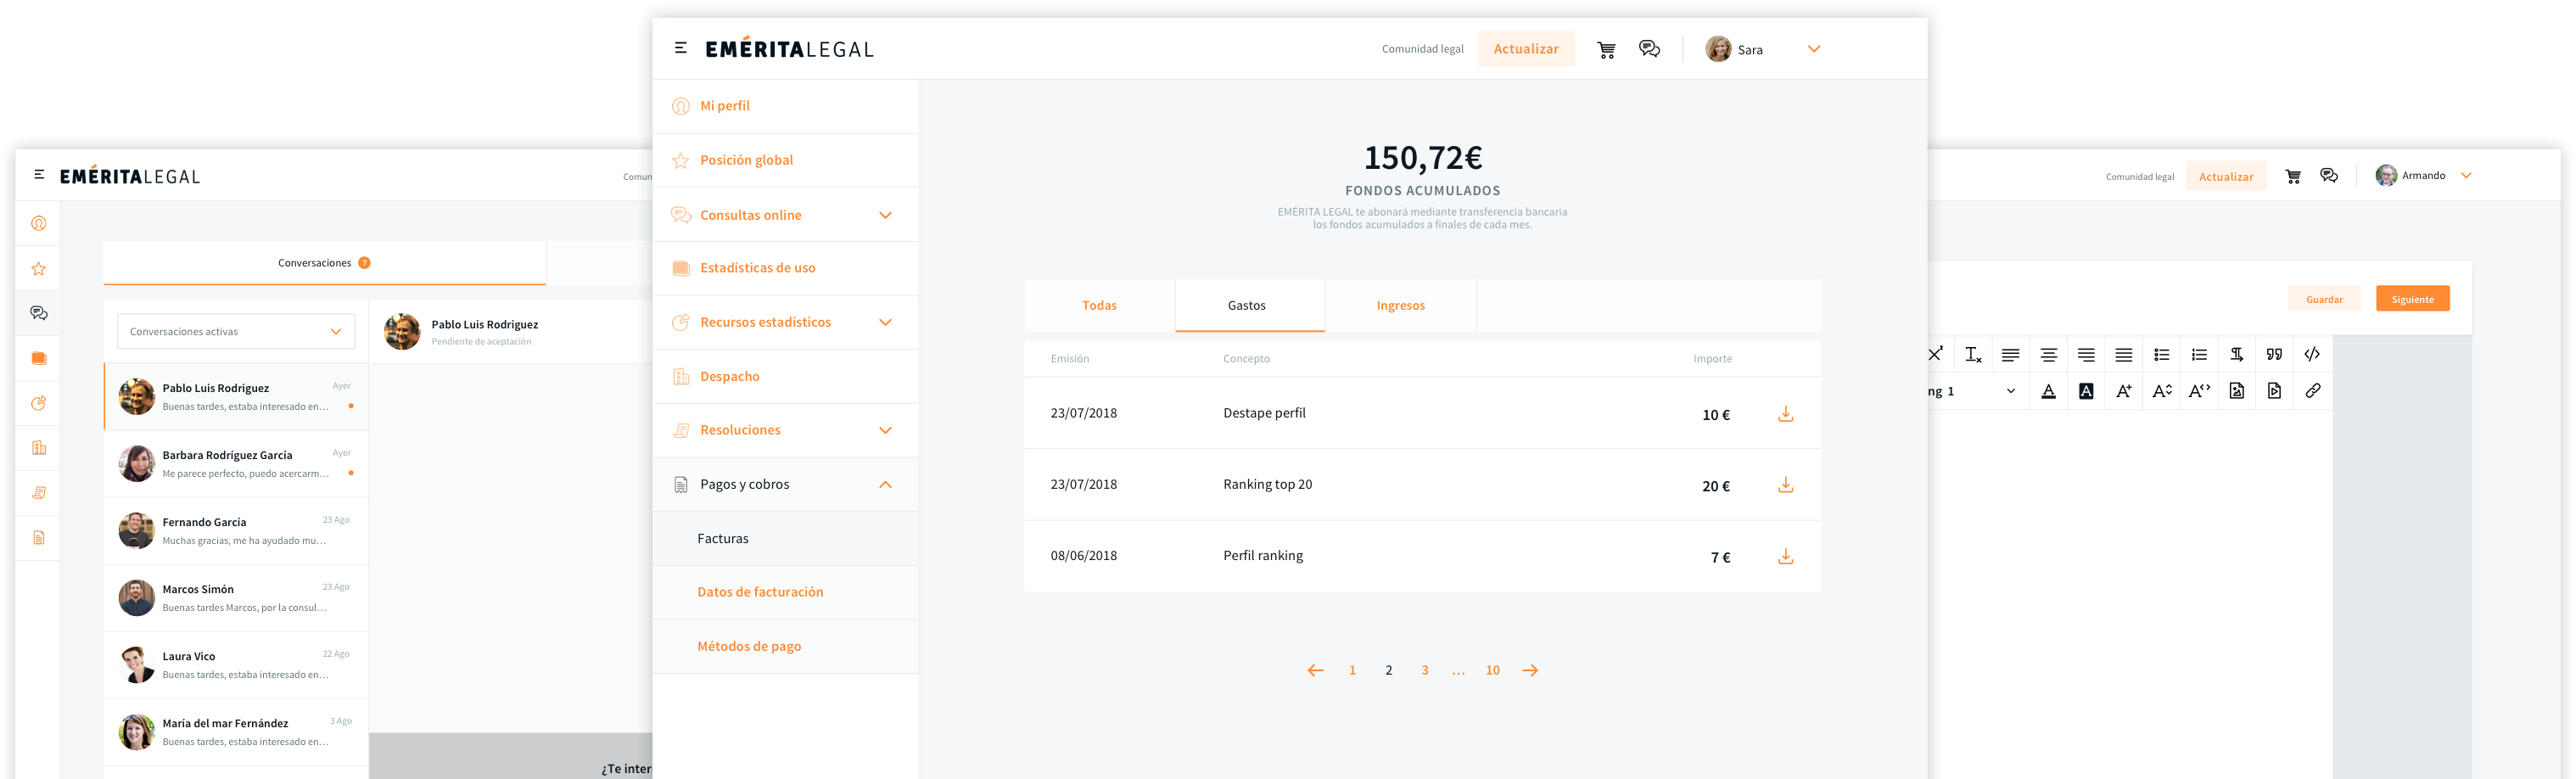 EMÉRITALEGAL
Comun
Conversaciones 7
Conversaciones activas
Pablo Luis Rodriguez
Pendiente de aceptación
Pablo Luis Rodríguez
Ayer
Buenas tardes, estaba interesado en…
Barbara Rodríguez García
Ayer
Me parece perfecto, puedo acercarm…
Fernando García
23 Ago
Muchas gracias, me ha ayudado mu…
Marcos Simón
23 Ago
Buenas tardes Marcos, por la consul…
Laura Vico
22 Ago
Buenas tardes, estaba interesado en…
María del mar Fernández
3 Ago
Buenas tardes, estaba interesado en…
¿Te inter
EMÉRITALEGAL
Comunidad legal
Actualizar
Sara
Mi perfil
Posición global
Consultas online
Estadísticas de uso
Recursos estadísticos
Despacho
Resoluciones
Pagos y cobros
Facturas
Datos de facturación
Métodos de pago
150,72€
FONDOS ACUMULADOS
EMÉRITA LEGAL te abonará mediante transferencia bancaria
los fondos acumulados a finales de cada mes.
Todas Gastos Ingresos
Emisión Concepto Importe
23/07/2018 Destape perfil 10 €
23/07/2018 Ranking top 20 20 €
08/06/2018 Perfil ranking 7 €
1 2 3 … 10
Comunidad legal
Actualizar
Armando
Guardar
Siguiente
ng 1